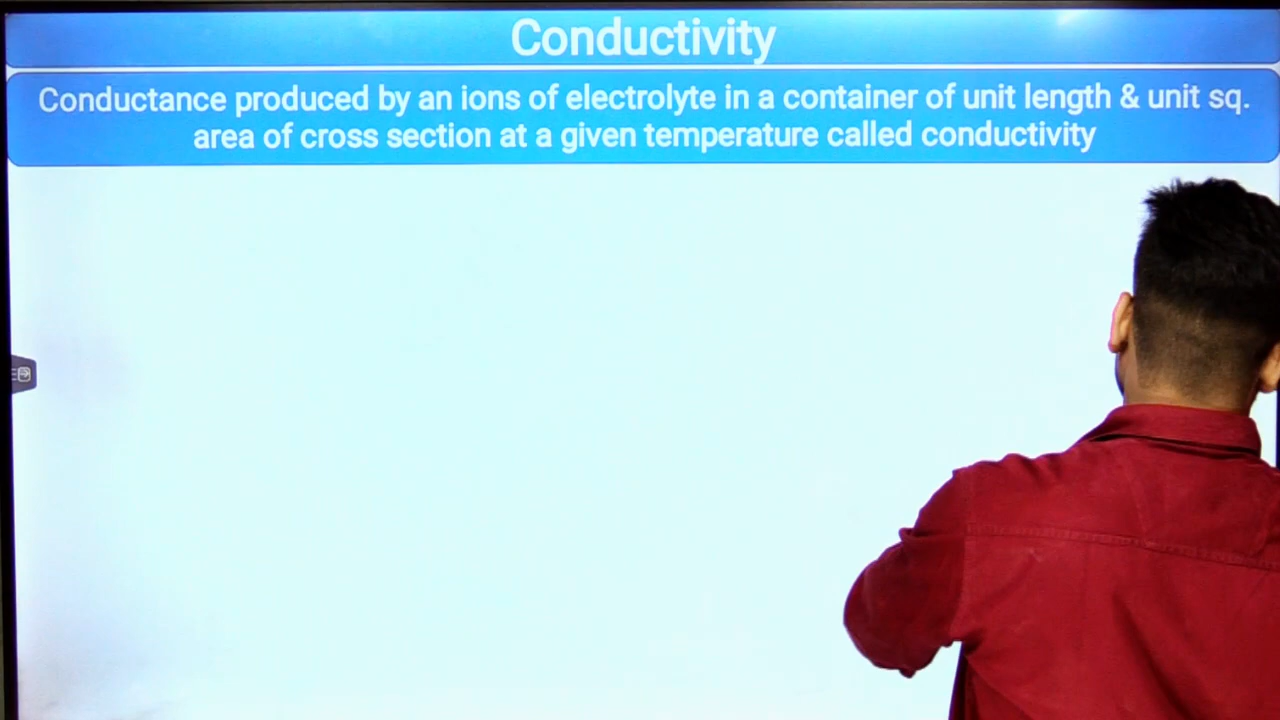 Conductivity
Conductance produced by an ions of electrolyte in a container of unit length & unit sq.
area of cross section at a given temperature called conductivity